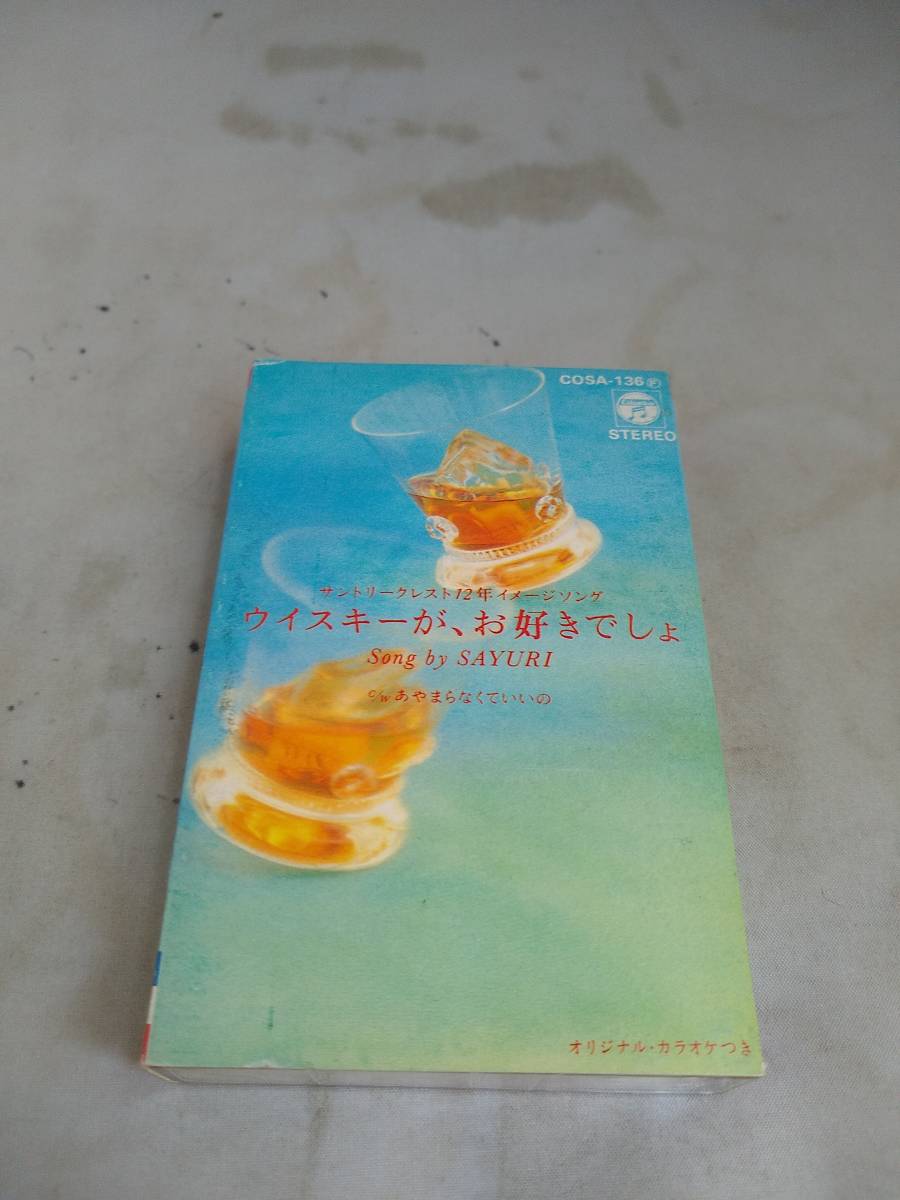 COSA-136 Ⓟ
Columbia
STEREO
サントリークレスト12年イメージソング
ウイスキーが、お好きでしょ
Song by SAYURI
c/w あやまらなくていいの
オリジナル・カラオケつき